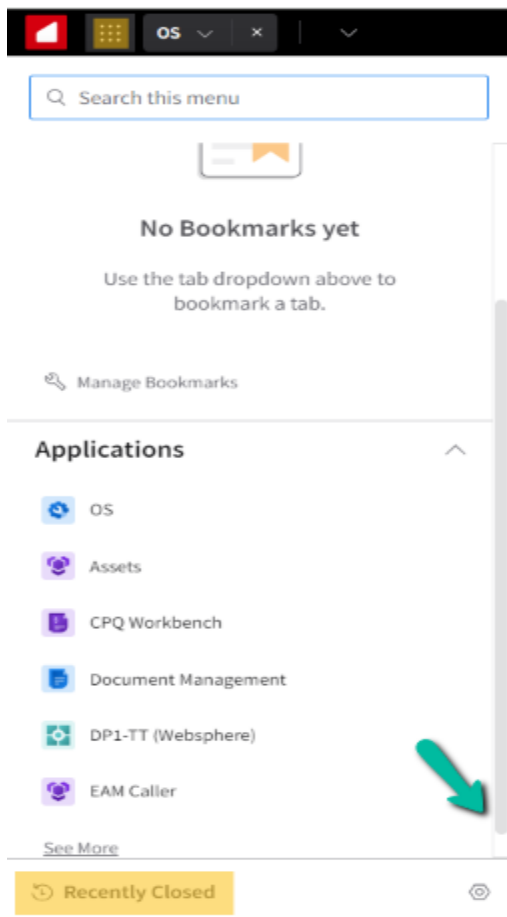 OS
Search this menu
No Bookmarks yet
Use the tab dropdown above to
bookmark a tab.
Manage Bookmarks
Applications
OS
Assets
CPQ Workbench
Document Management
DP1-TT (Websphere)
EAM Caller
See More
Recently Closed